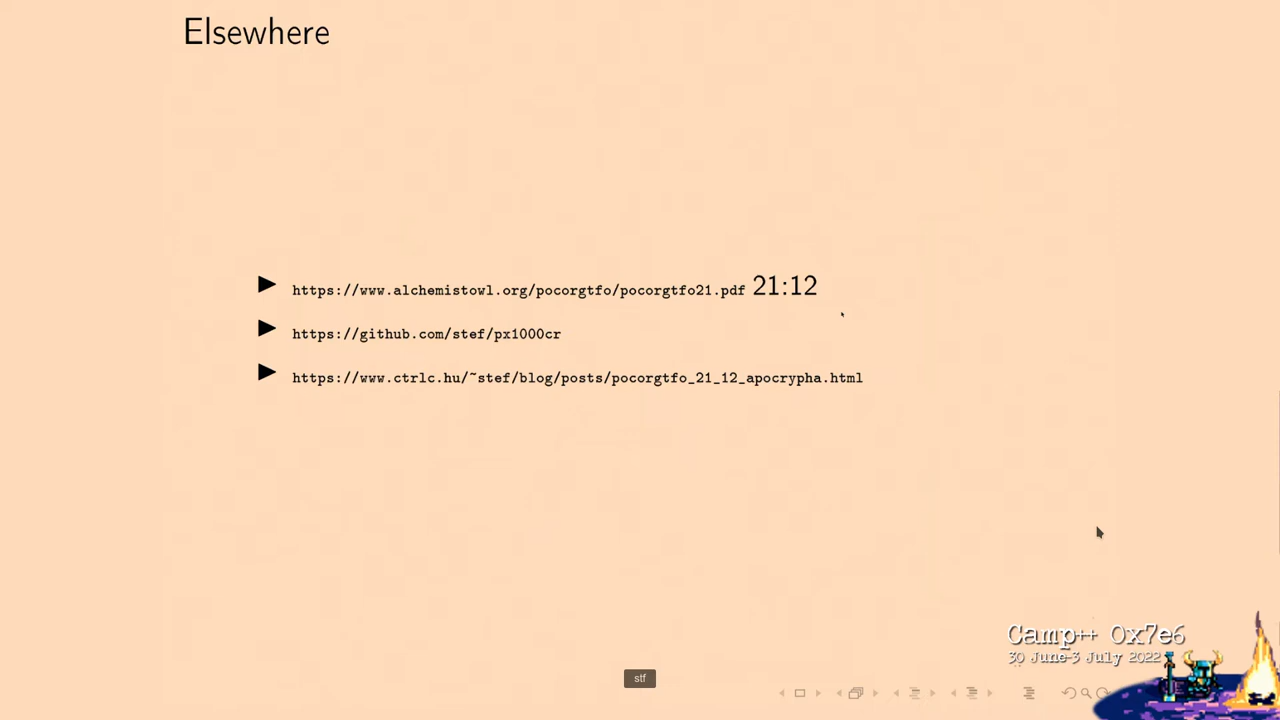 Elsewhere
https://www.alchemistowl.org/pocorgtfo/pocorgtfo21.pdf 21:12
https://github.com/stef/px1000cr
https://www.ctrlc.hu/~stef/blog/posts/pocorgtfo_21_12_apocrypha.html
Camp++ 0x7e6
30 June-3 July 2022
stf